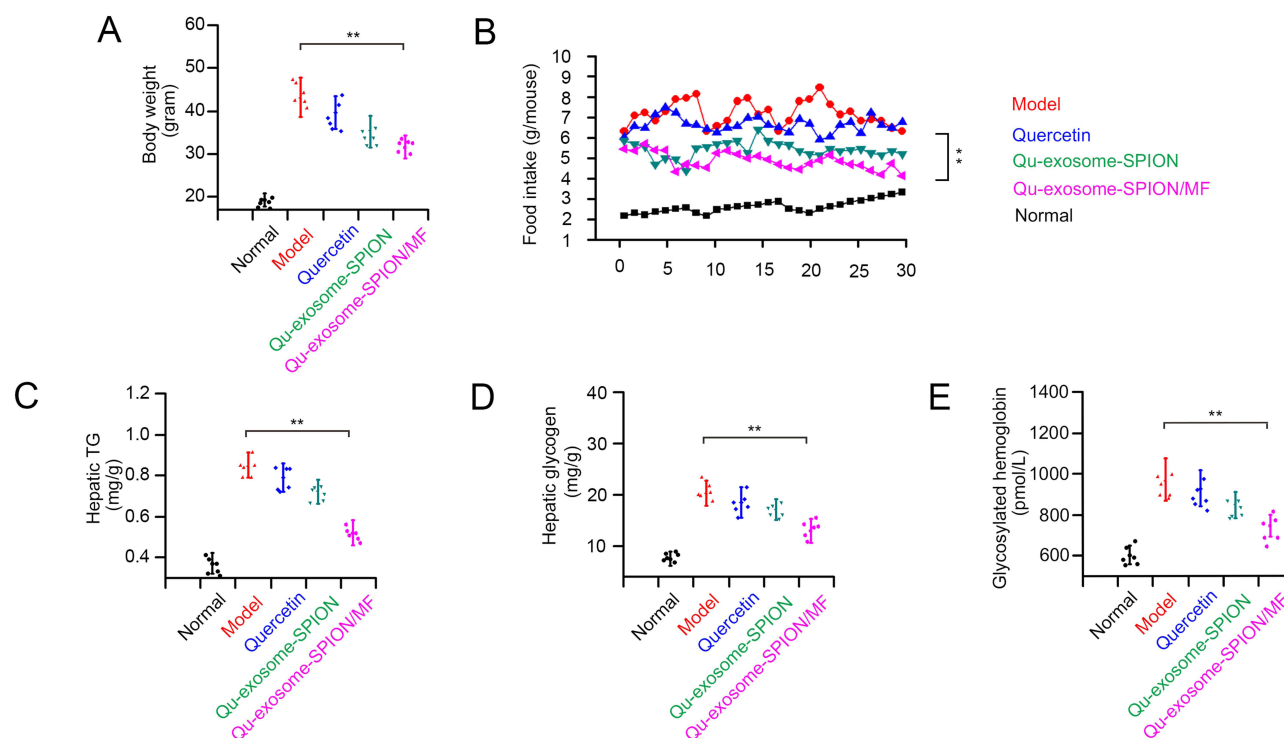 A
Body weight
(gram)
60
50
40
30
20
**
Normal
Model
Quercetin
Qu-exosome-SPION
Qu-exosome-SPION/MF
B
Food intake (g/mouse)
10
9
8
7
6
5
4
3
2
1
0
5
10
15
20
25
30
**
Model
Quercetin
Qu-exosome-SPION
Qu-exosome-SPION/MF
Normal
C
Hepatic TG
(mg/g)
1.2
1.0
0.8
0.6
0.4
**
Normal
Model
Quercetin
Qu-exosome-SPION
Qu-exosome-SPION/MF
D
Hepatic glycogen
(mg/g)
40
30
20
10
**
Normal
Model
Quercetin
Qu-exosome-SPION
Qu-exosome-SPION/MF
E
Glycosylated hemoglobin
(pmol/L)
1400
1200
1000
800
600
**
Normal
Model
Quercetin
Qu-exosome-SPION
Qu-exosome-SPION/MF